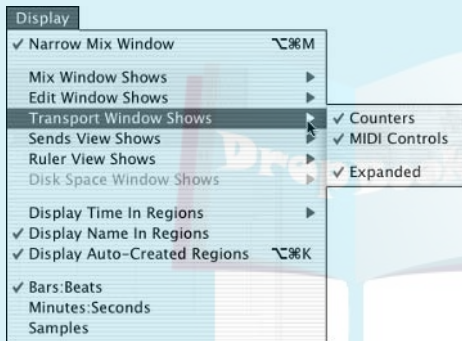 Display
✓ Narrow Mix Window ⌥⌘M
Mix Window Shows ▶
Edit Window Shows ▶
Transport Window Shows ▶
✓ Counters
✓ MIDI Controls
✓ Expanded
Sends View Shows ▶
Ruler View Shows ▶
Disk Space Window Shows ▶
Display Time In Regions ▶
✓ Display Name In Regions
✓ Display Auto-Created Regions ⌥⌘K
✓ Bars:Beats
Minutes:Seconds
Samples